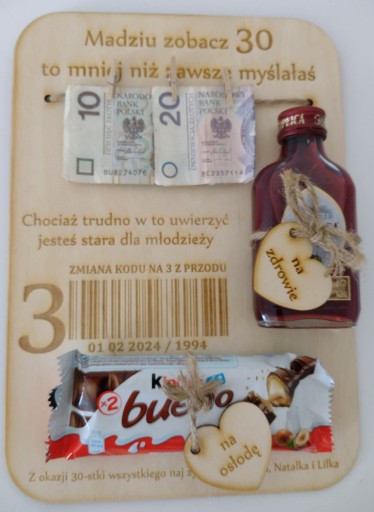 Madziu zobacz 30
to mniej niż zawsze myślałaś
10 NARODOWY BANK POLSKI
20 NARODOWY BANK POLSKI
Chociaż trudno w to uwierzyć
jesteś stara dla młodzieży
na
zdrowie
ZMIANA KODU NA 3 Z PRZODU
3
01 02 2024 / 1994
x2
bueno
na
osłodę
Z okazji 30-stki wszystkiego naj Natalka i Lilka